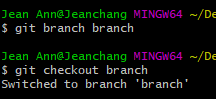 Jean Ann@Jeanchang MINGW64 ~/De
$ git branch branch
Jean Ann@Jeanchang MINGW64 ~/De
$ git checkout branch
Switched to branch 'branch'